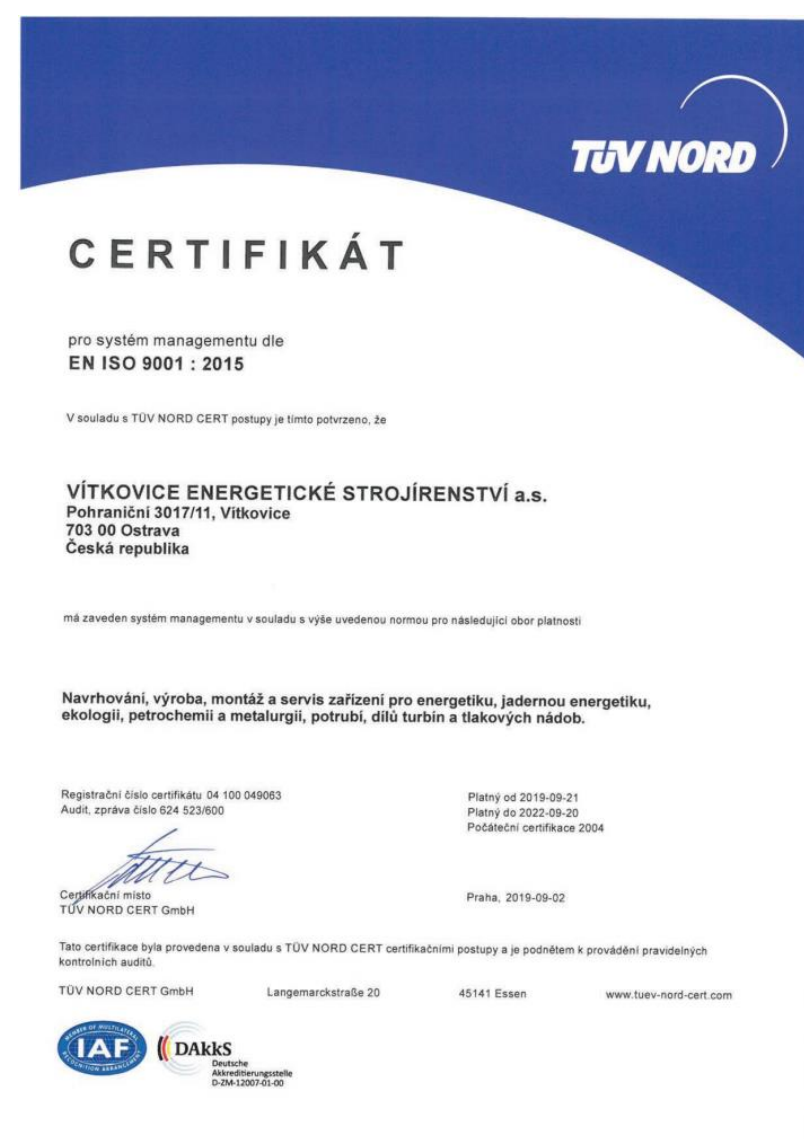 TÜV NORD
CERTIFIKÁT
pro systém managementu dle
EN ISO 9001 : 2015
V souladu s TÜV NORD CERT postupy je tímto potvrzeno, že
VÍTKOVICE ENERGETICKÉ STROJÍRENSTVÍ a.s.
Pohraniční 3017/11, Vítkovice
703 00 Ostrava
Česká republika
má zaveden systém managementu v souladu s výše uvedenou normou pro následující obor platnosti
Navrhování, výroba, montáž a servis zařízení pro energetiku, jadernou energetiku,
ekologii, petrochemii a metalurgii, potrubí, dílů turbín a tlakových nádob.
Registrační číslo certifikátu 04 100 049063
Audit, zpráva číslo 624 523/600
Platný od 2019-09-21
Platný do 2022-09-20
Počáteční certifikace 2004
Certifikační místo
TÜV NORD CERT GmbH
Praha, 2019-09-02
Tato certifikace byla provedena v souladu s TÜV NORD CERT certifikačními postupy a je podnětem k provádění pravidelných
kontrolních auditů.
TÜV NORD CERT GmbH Langemarckstraße 20 45141 Essen www.tuev-nord-cert.com
MEMBER OF MULTILATERAL
IAF
RECOGNITION ARRANGEMENT
DAkkS
Deutsche
Akkreditierungsstelle
D-ZM-12007-01-00